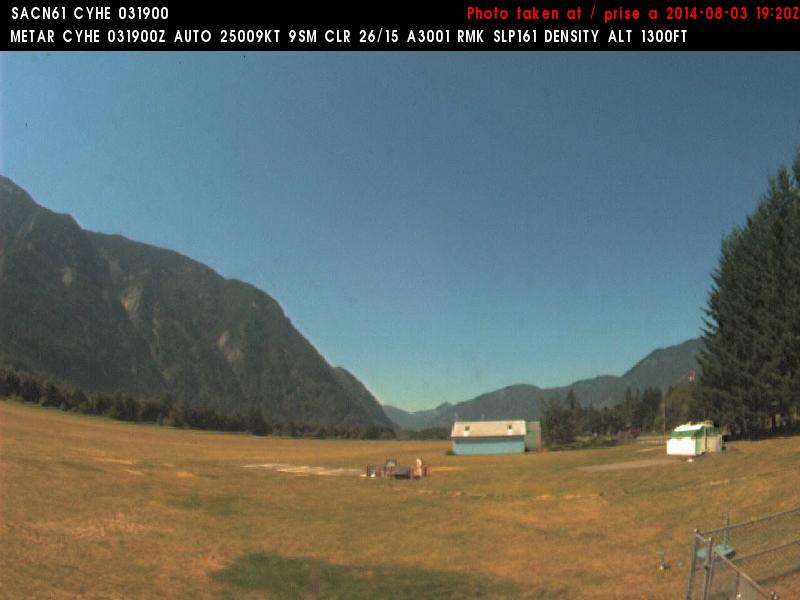 SACN61 CYHE 031900
Photo taken at / prise a 2014-08-03 19:20Z
METAR CYHE 031900Z AUTO 25009KT 9SM CLR 26/15 A3001 RMK SLP161 DENSITY ALT 1300FT